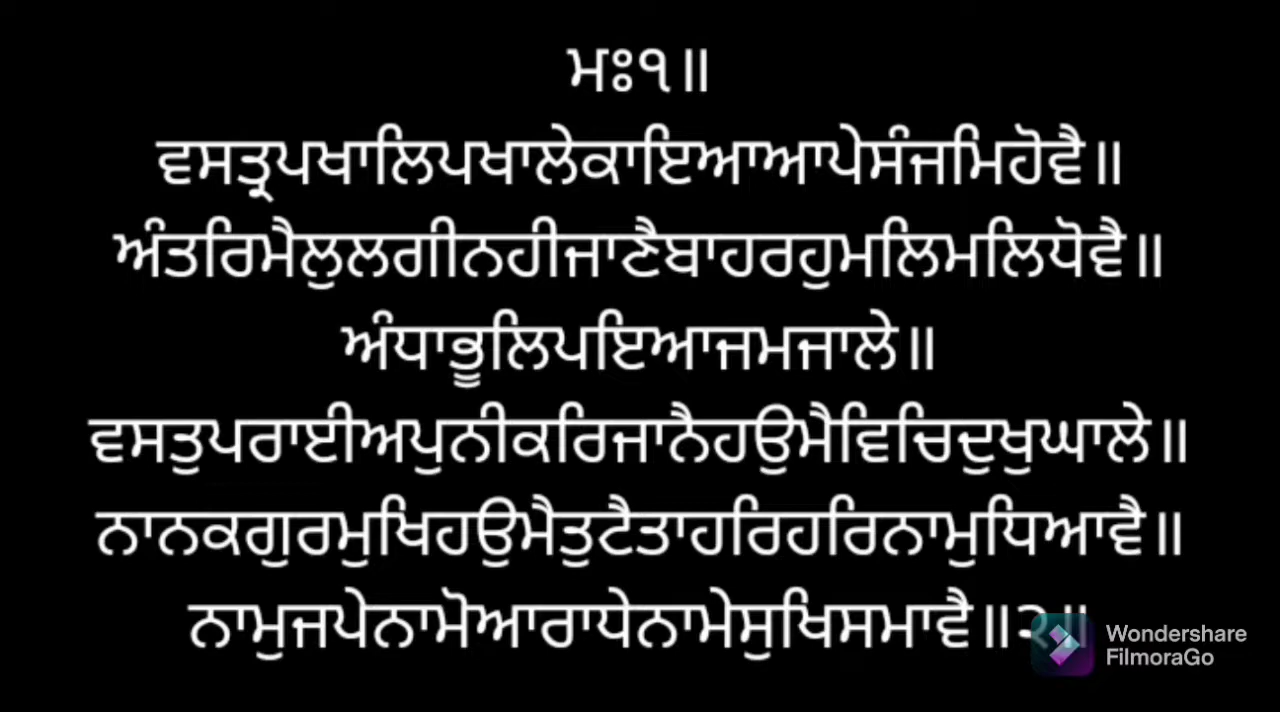 ਮਃ੧॥
ਵਸਤ੍ਰਪਖਾਲਿਪਖਾਲੇਕਾਇਆਆਪੇਸੰਜਮਿਹੋਵੈ॥
ਅੰਤਰਿਮੈਲੁਲਗੀਨਹੀਜਾਣੈਬਾਹਰਹੁਮਲਿਮਲਿਧੋਵੈ॥
ਅੰਧਾਭੂਲਿਪਇਆਜਮਜਾਲੇ॥
ਵਸਤੁਪਰਾਈਅਪੁਨੀਕਰਿਜਾਨੈਹਉਮੈਵਿਚਿਦੁਖੁਘਾਲੇ॥
ਨਾਨਕਗੁਰਮੁਖਿਹਉਮੈਤੁਟੈਤਾਹਰਿਹਰਿਨਾਮੁਧਿਆਵੈ॥
ਨਾਮੁਜਪੇਨਾਮੋਆਰਾਧੇਨਾਮੇਸੁਖਿਸਮਾਵੈ॥੨॥
Wondershare
FilmoraGo